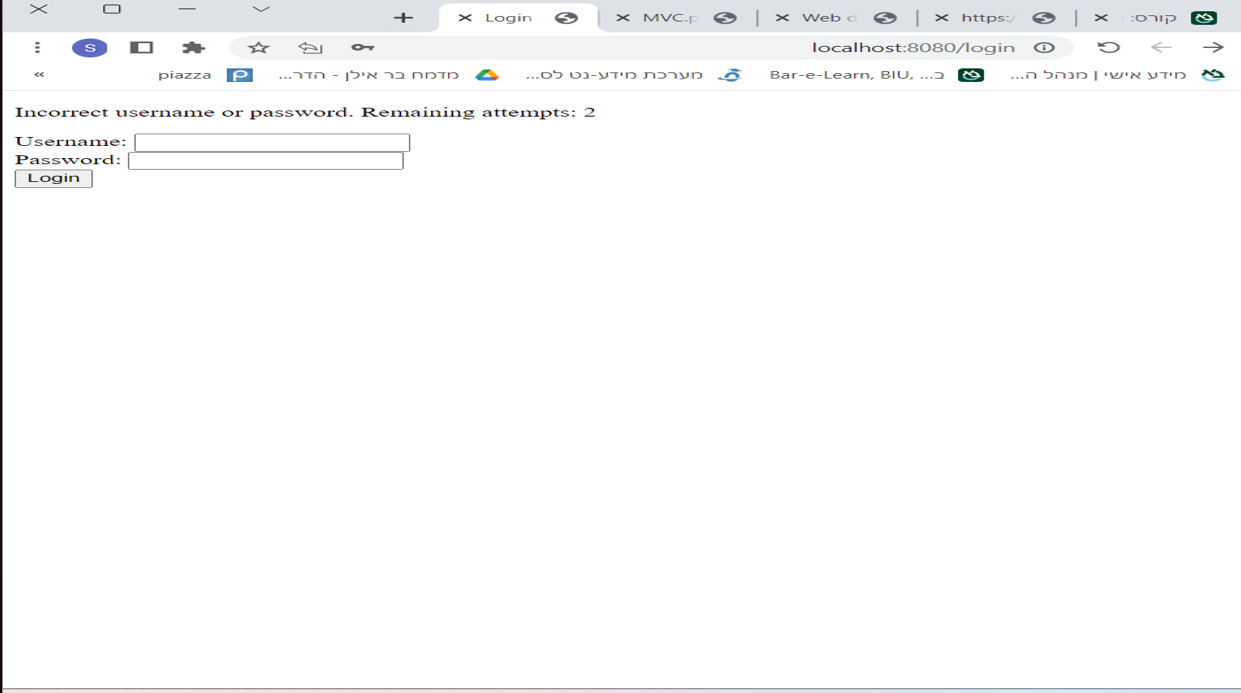 קורס: https:/ Web d MVC.p Login
localhost:8080/login
מידע אישי | מנהל ה... Bar-e-Learn, BIU, ...ב מערכת מידע-נט לס... מדמח בר אילן - הדר... piazza
Incorrect username or password. Remaining attempts: 2
Username:
Password:
Login